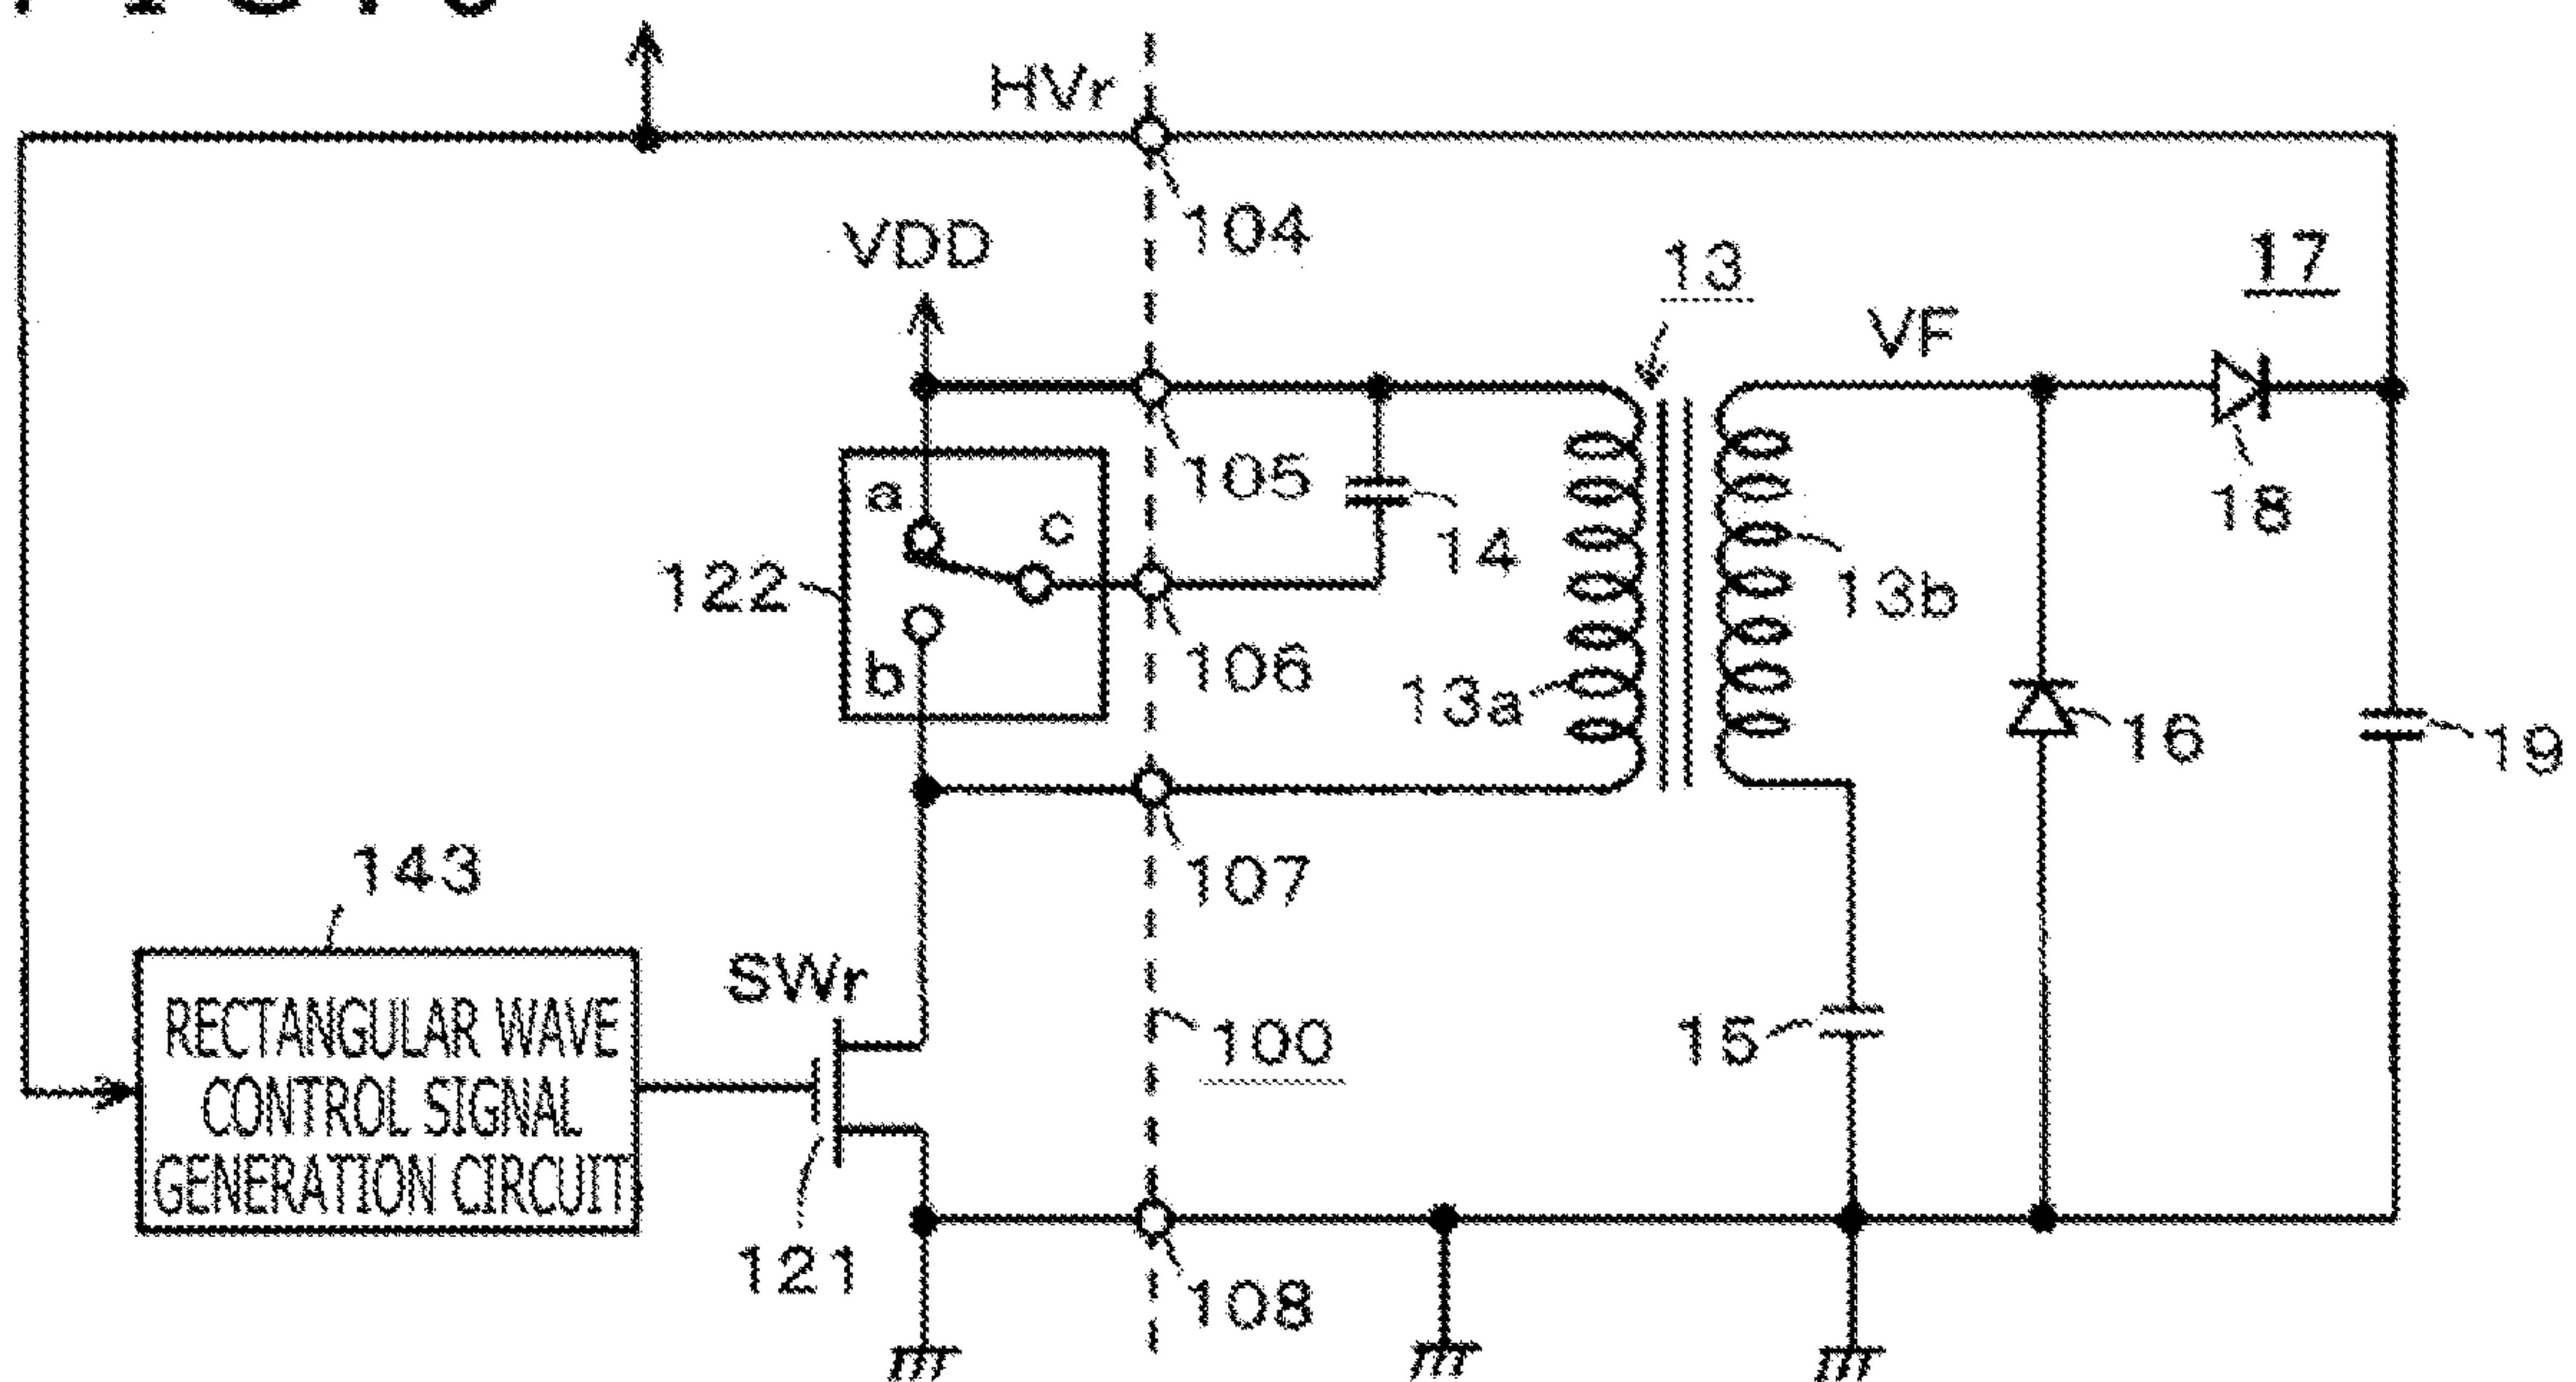 HVr
104
VDD
13
17
VF
a
105
18
c
14
122
13b
b
106
13a
16
19
107
143
SWr
RECTANGULAR WAVE
CONTROL SIGNAL
GENERATION CIRCUIT
100
15
121
108